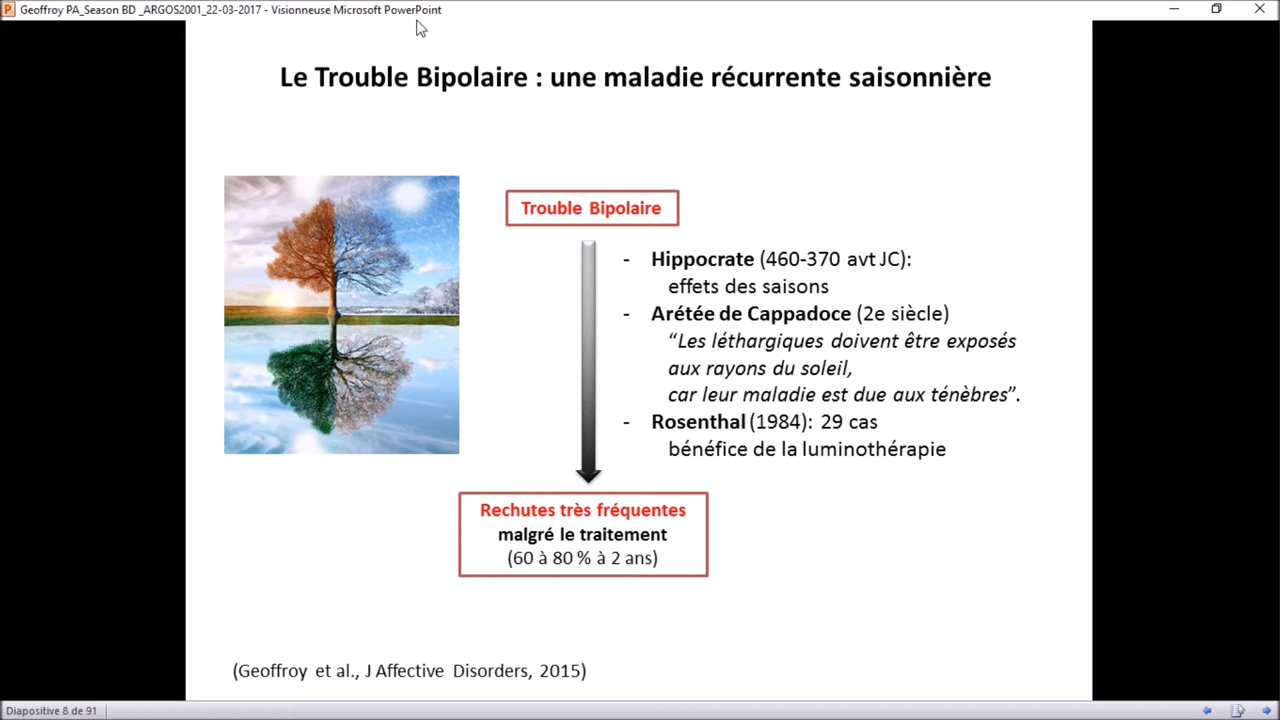 Geoffroy PA_Season BD _ARGOS2001_22-03-2017 - Visionneuse Microsoft PowerPoint
Le Trouble Bipolaire : une maladie récurrente saisonnière
Trouble Bipolaire
- Hippocrate (460-370 avt JC):
effets des saisons
- Arétée de Cappadoce (2e siècle)
“Les léthargiques doivent être exposés
aux rayons du soleil,
car leur maladie est due aux ténèbres”.
- Rosenthal (1984): 29 cas
bénéfice de la luminothérapie
Rechutes très fréquentes
malgré le traitement
(60 à 80 % à 2 ans)
(Geoffroy et al., J Affective Disorders, 2015)
Diapositive 8 de 91